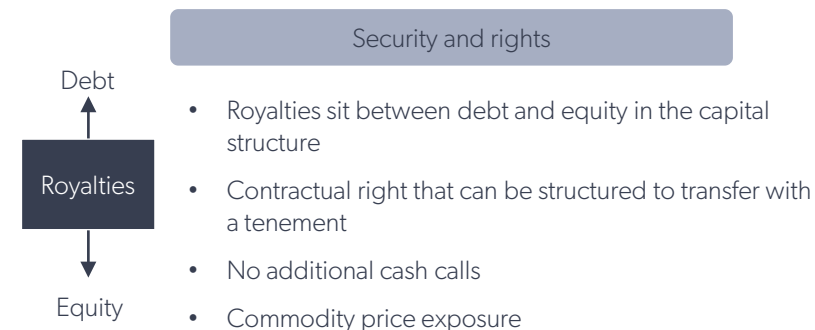 Security and rights
Debt
Royalties
Equity
• Royalties sit between debt and equity in the capital
structure
• Contractual right that can be structured to transfer with
a tenement
• No additional cash calls
• Commodity price exposure